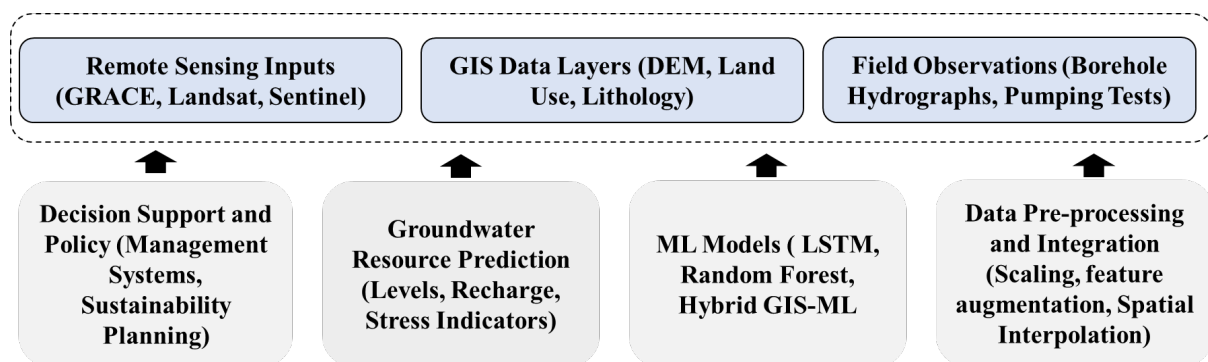 Remote Sensing Inputs
(GRACE, Landsat, Sentinel)
GIS Data Layers (DEM, Land
Use, Lithology)
Field Observations (Borehole
Hydrographs, Pumping Tests)
Decision Support and
Policy (Management
Systems,
Sustainability
Planning)
Groundwater
Resource Prediction
(Levels, Recharge,
Stress Indicators)
ML Models ( LSTM,
Random Forest,
Hybrid GIS-ML
Data Pre-processing
and Integration
(Scaling, feature
augmentation, Spatial
Interpolation)